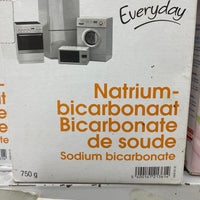 Everyday
Natrium-
bicarbonaat
Bicarbonate
de soude
Sodium bicarbonate
750 g